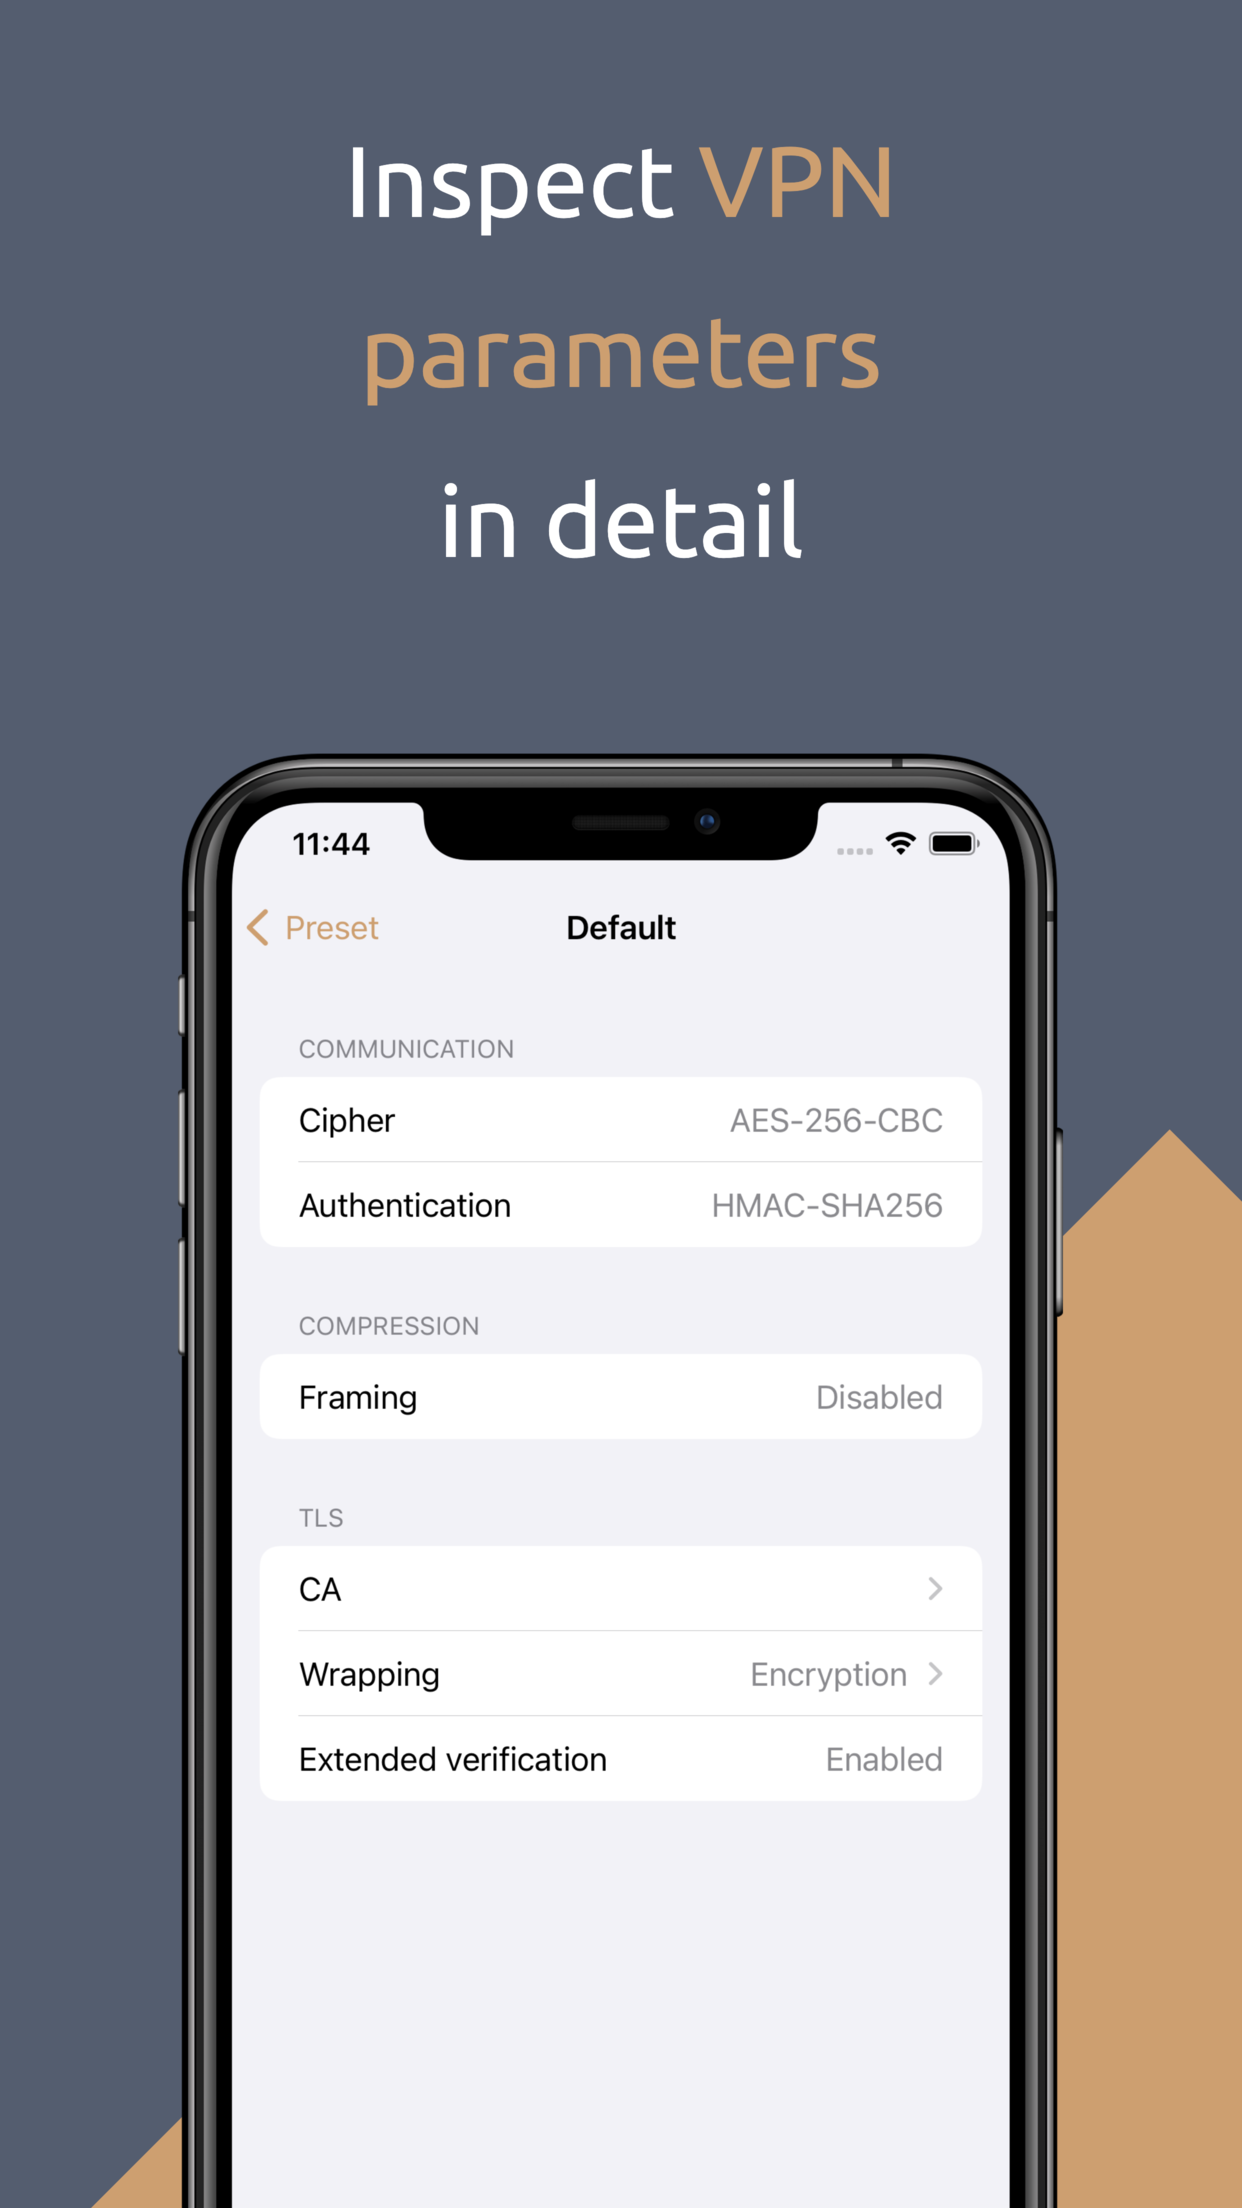 Inspect VPN
parameters
in detail
11:44
Preset
Default
COMMUNICATION
Cipher AES-256-CBC
Authentication HMAC-SHA256
COMPRESSION
Framing Disabled
TLS
CA
Wrapping Encryption
Extended verification Enabled